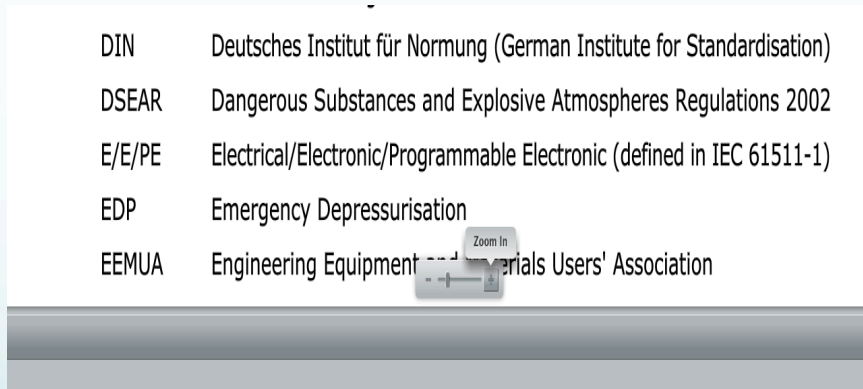 DIN Deutsches Institut für Normung (German Institute for Standardisation)
DSEAR Dangerous Substances and Explosive Atmospheres Regulations 2002
E/E/PE Electrical/Electronic/Programmable Electronic (defined in IEC 61511-1)
EDP Emergency Depressurisation
Zoom In
EEMUA Engineering Equipment Users' Association